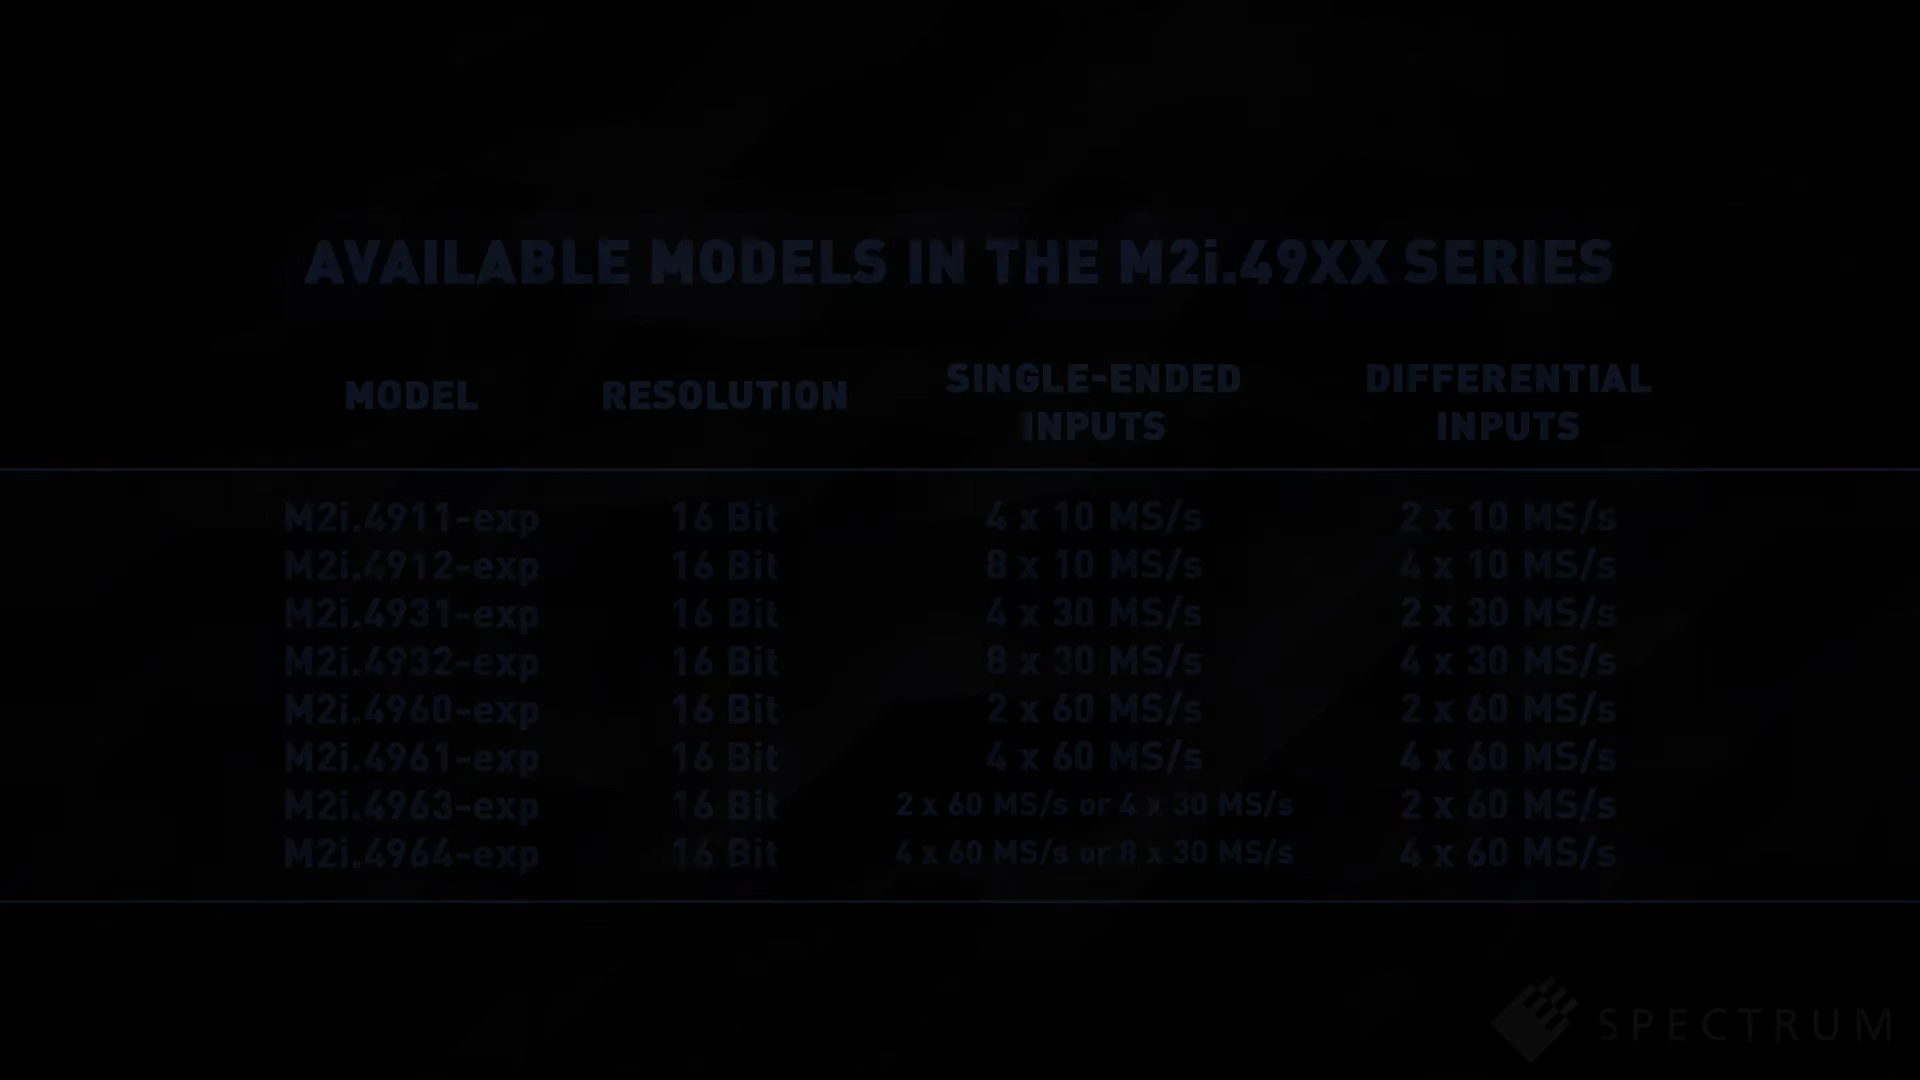 AVAILABLE MODELS IN THE M2i.49XX SERIES
MODEL RESOLUTION SINGLE-ENDED INPUTS DIFFERENTIAL INPUTS
M2i.4911-exp 16 Bit 4 x 10 MS/s 2 x 10 MS/s
M2i.4912-exp 16 Bit 8 x 10 MS/s 4 x 10 MS/s
M2i.4931-exp 16 Bit 4 x 30 MS/s 2 x 30 MS/s
M2i.4932-exp 16 Bit 8 x 30 MS/s 4 x 30 MS/s
M2i.4960-exp 16 Bit 2 x 60 MS/s 2 x 60 MS/s
M2i.4961-exp 16 Bit 4 x 60 MS/s 4 x 60 MS/s
M2i.4963-exp 16 Bit 2 x 60 MS/s or 4 x 30 MS/s 2 x 60 MS/s
M2i.4964-exp 16 Bit 4 x 60 MS/s or 8 x 30 MS/s 4 x 60 MS/s
SPECTRUM